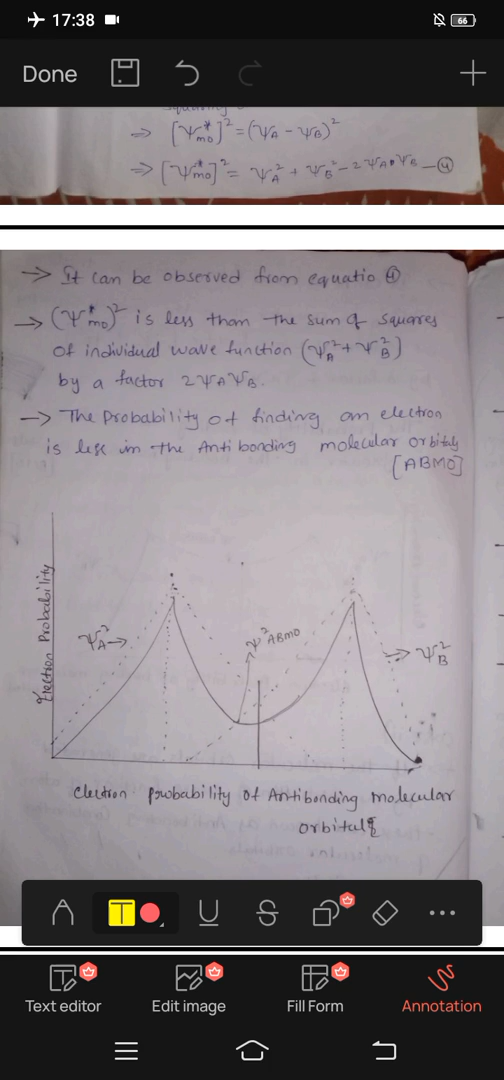 17:38
66
Done
⇒ [Ψ*mo]² = (ΨA - ΨB)²
⇒ [Ψ*mo]² = ΨA² + ΨB² - 2ΨA·ΨB —④
→ It can be observed from equatio ④
→ (Ψ*mo)² is less than the sum of squares
of individual wave function (ΨA² + ΨB²)
by a factor 2ΨAΨB.
→ The Probability of finding an electron
is less in the Anti bonding molecular orbitals
[ABMO]
Electron Probability
ΨA² →
Ψ²ABMO
→ ΨB²
electron probability of Antibonding molecular
orbitals
T
U
S
Text editor
Edit image
Fill Form
Annotation